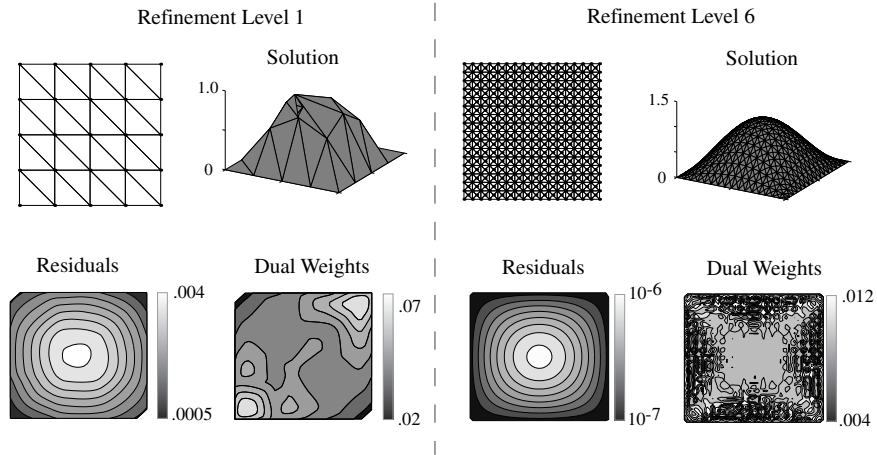 Refinement Level 1
Solution
1.0
0
Residuals
.004
.0005
Dual Weights
.07
.02
Refinement Level 6
Solution
1.5
0
Residuals
10-6
10-7
Dual Weights
.012
.004